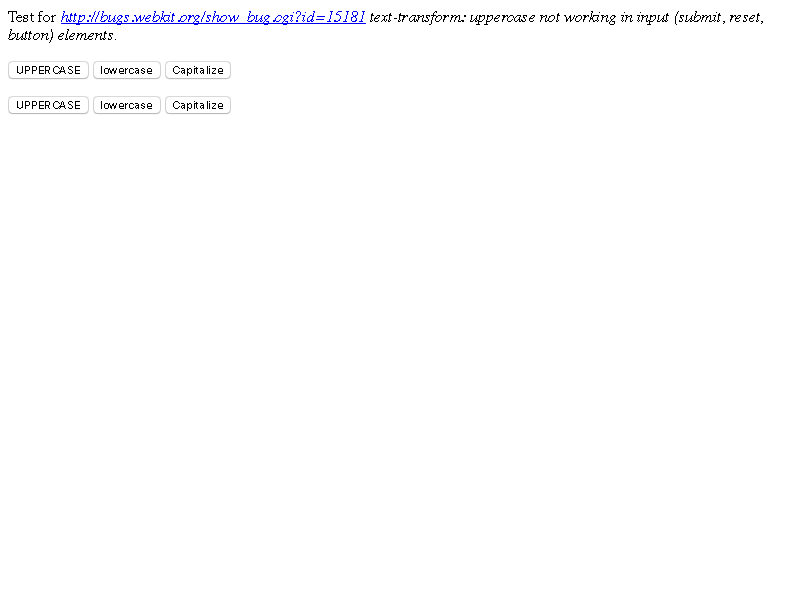 Test for http://bugs.webkit.org/show_bug.cgi?id=15181 text-transform: uppercase not working in input (submit, reset,
button) elements.
UPPERCASE lowercase Capitalize
UPPERCASE lowercase Capitalize